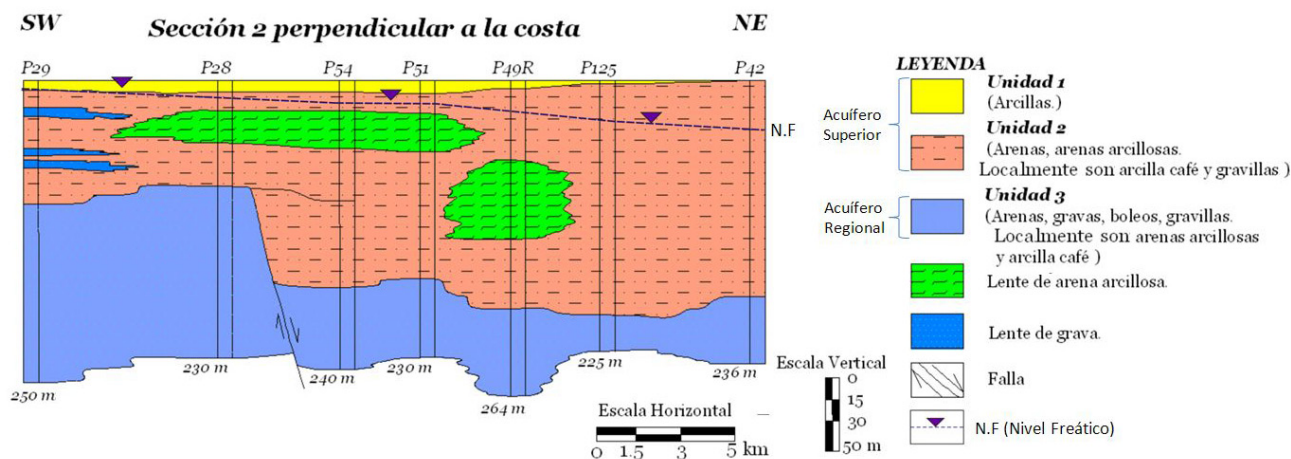 SW
Sección 2 perpendicular a la costa
NE
P29
P28
P54
P51
P49R
P125
P42
N.F
250 m
230 m
240 m
230 m
264 m
225 m
236 m
Escala Horizontal
0 1.5 3 5 km
Escala Vertical
0
15
30
50 m
LEYENDA
Acuífero
Superior
Unidad 1
(Arcillas.)
Unidad 2
(Arenas, arenas arcillosas.
Localmente son arcilla café y gravillas )
Acuífero
Regional
Unidad 3
(Arenas, gravas, boleos, gravillas.
Localmente son arenas arcillosas
y arcilla café )
Lente de arena arcillosa.
Lente de grava.
Falla
N.F (Nivel Freático)